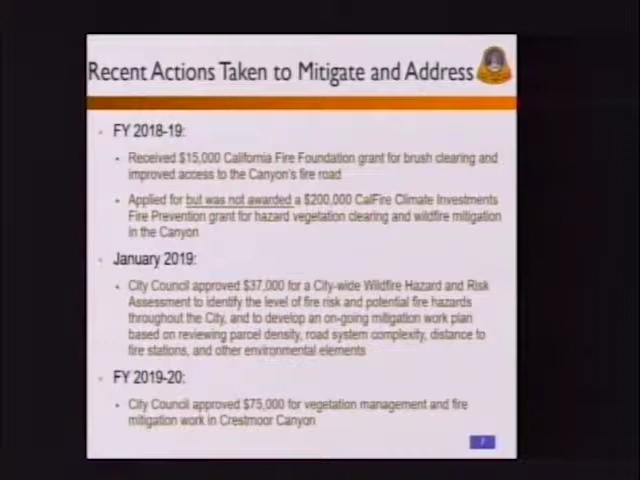 Recent Actions Taken to Mitigate and Address
FY 2018-19:
Received $15,000 California Fire Foundation grant for brush clearing and
improved access to the Canyon's fire road
Applied for but was not awarded a $200,000 CalFire Climate Investments
Fire Prevention grant for hazard vegetation clearing and wildfire mitigation
in the Canyon
January 2019:
City Council approved $37,000 for a City-wide Wildfire Hazard and Risk
Assessment to identify the level of fire risk and potential fire hazards
throughout the City, and to develop an on-going mitigation work plan
based on reviewing parcel density, road system complexity, distance to
fire stations, and other environmental elements
FY 2019-20:
City Council approved $75,000 for vegetation management and fire
mitigation work in Crestmoor Canyon
7